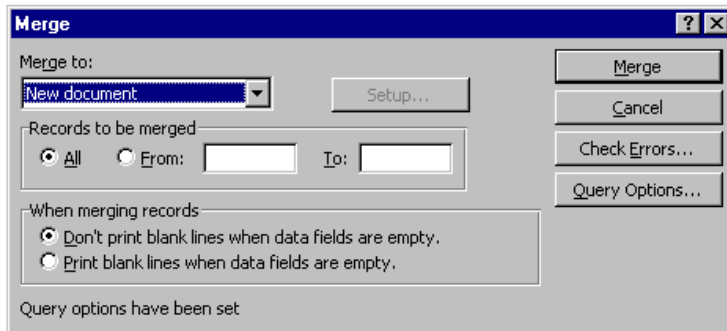 Merge
Merge to:
New document
Setup...
Merge
Cancel
Records to be merged
All From: To:
Check Errors...
Query Options...
When merging records
Don't print blank lines when data fields are empty.
Print blank lines when data fields are empty.
Query options have been set